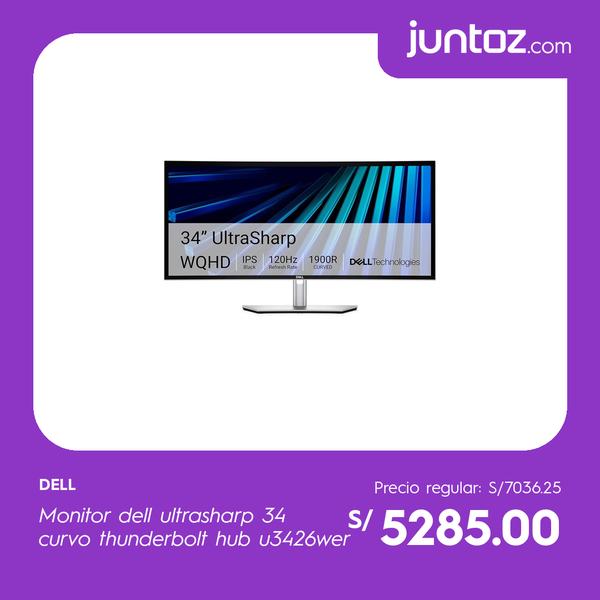 juntoz.com
34” UltraSharp
WQHD IPS Black 120Hz Refresh Rate 1900R CURVED DELLTechnologies
DELL
DELL
Precio regular: S/7036.25
Monitor dell ultrasharp 34
curvo thunderbolt hub u3426wer
S/ 5285.00